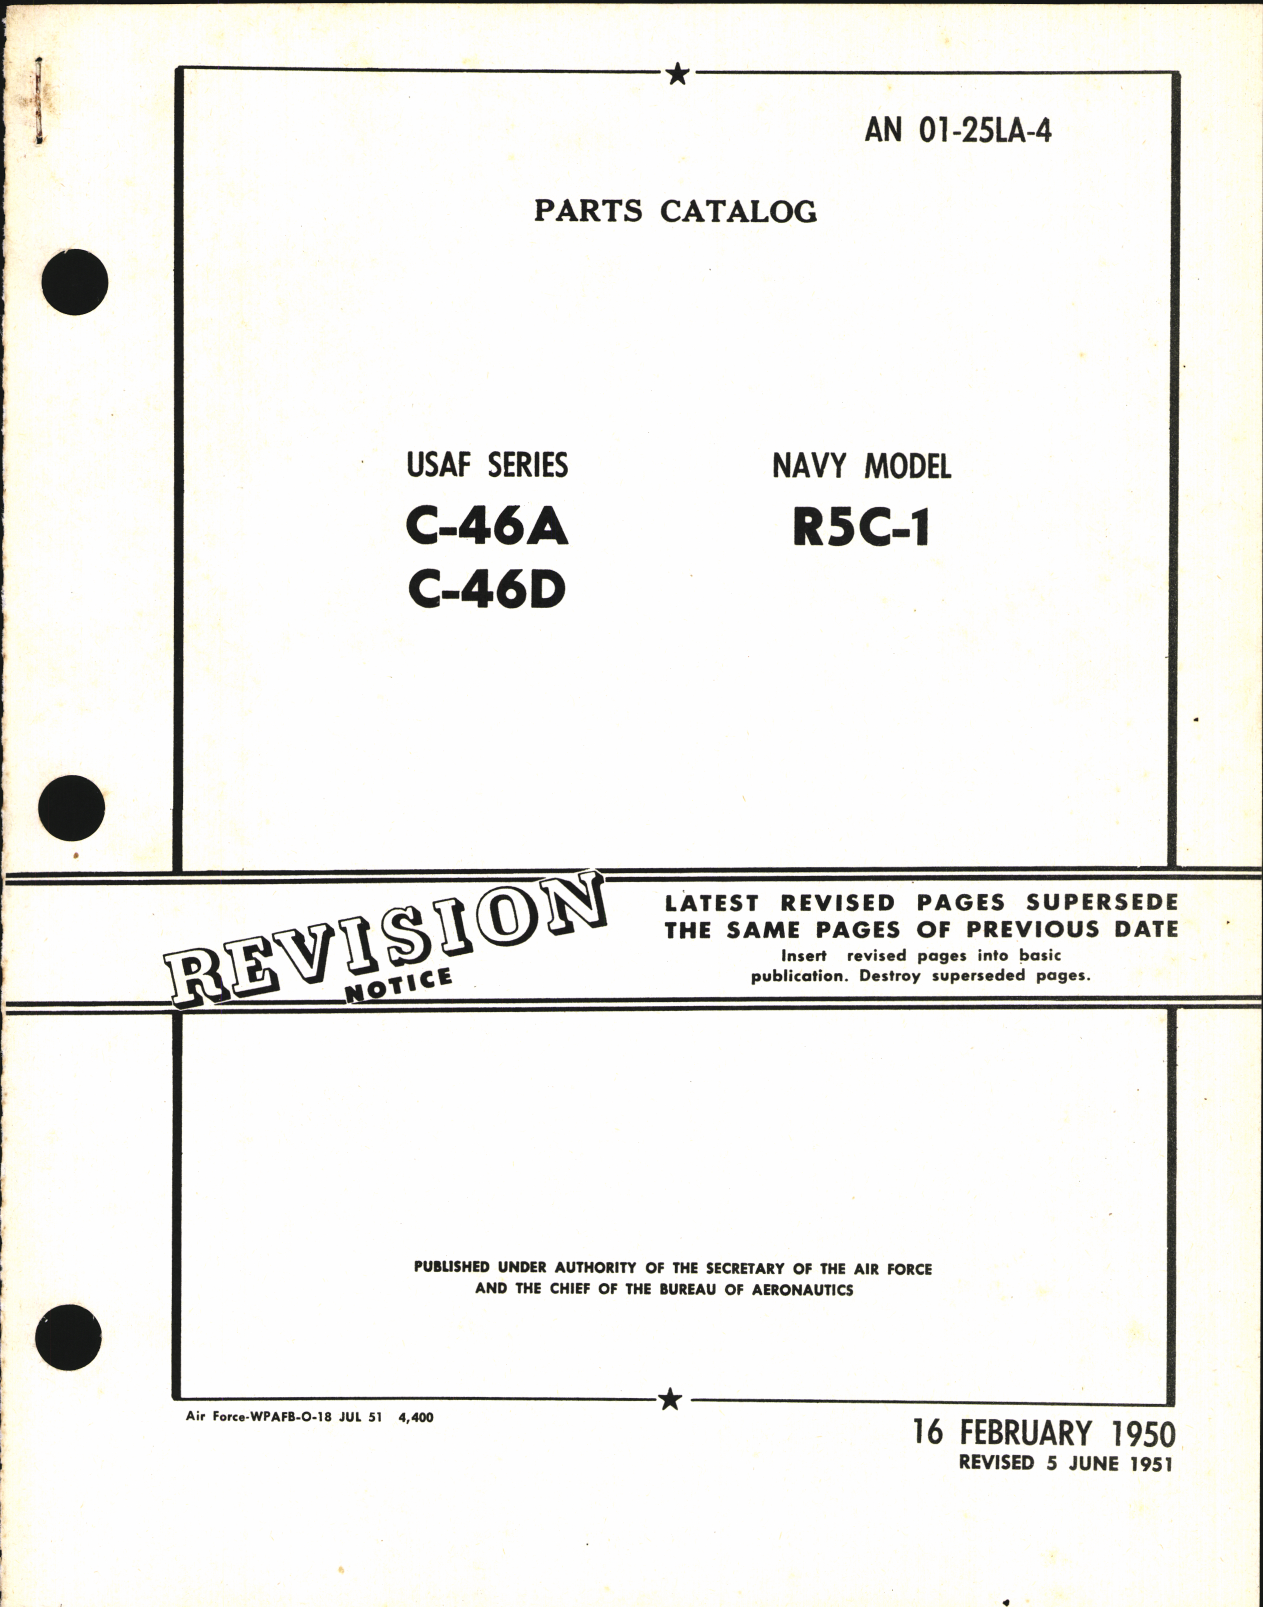 AN 01-25LA-4
PARTS CATALOG
USAF SERIES
C-46A
C-46D
NAVY MODEL
R5C-1
REVISION
NOTICE
LATEST REVISED PAGES SUPERSEDE
THE SAME PAGES OF PREVIOUS DATE
Insert revised pages into basic
publication. Destroy superseded pages.
PUBLISHED UNDER AUTHORITY OF THE SECRETARY OF THE AIR FORCE
AND THE CHIEF OF THE BUREAU OF AERONAUTICS
Air Force-WPAFB-O-18 JUL 51 4,400
16 FEBRUARY 1950
REVISED 5 JUNE 1951